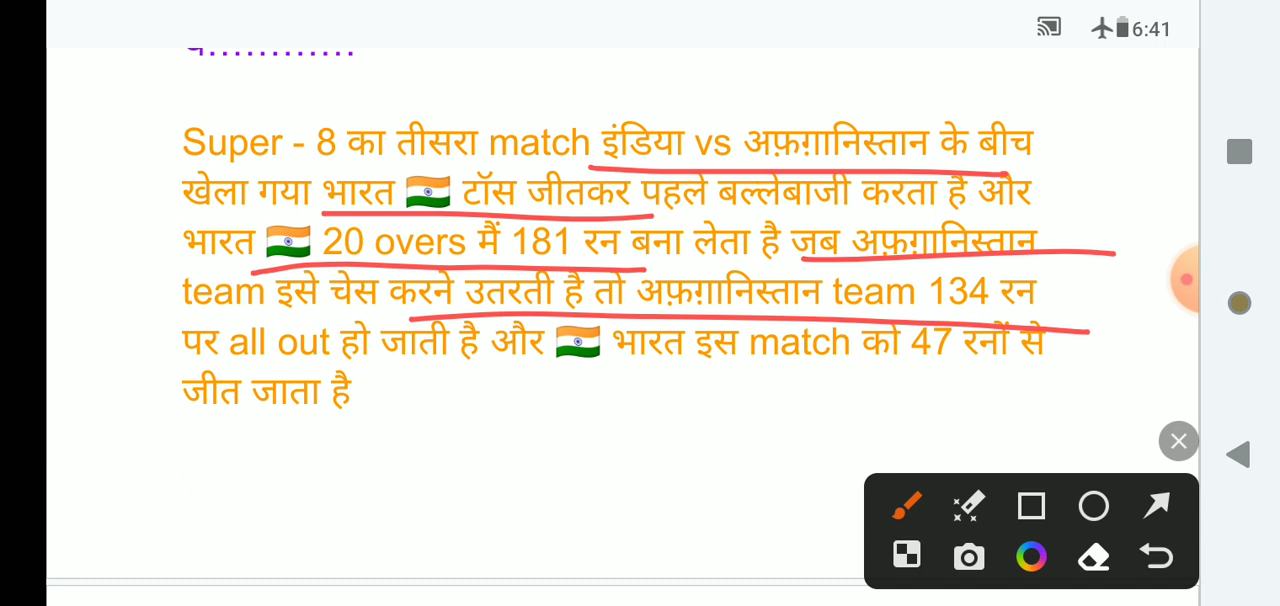 6:41
Super - 8 का तीसरा match इंडिया vs अफ़ग़ानिस्तान के बीच
खेला गया भारत 🇮🇳 टॉस जीतकर पहले बल्लेबाजी करता है और
भारत 🇮🇳 20 overs मैं 181 रन बना लेता है जब अफ़ग़ानिस्तान
team इसे चेस करने उतरती है तो अफ़ग़ानिस्तान team 134 रन
पर all out हो जाती है और 🇮🇳 भारत इस match को 47 रनों से
जीत जाता है